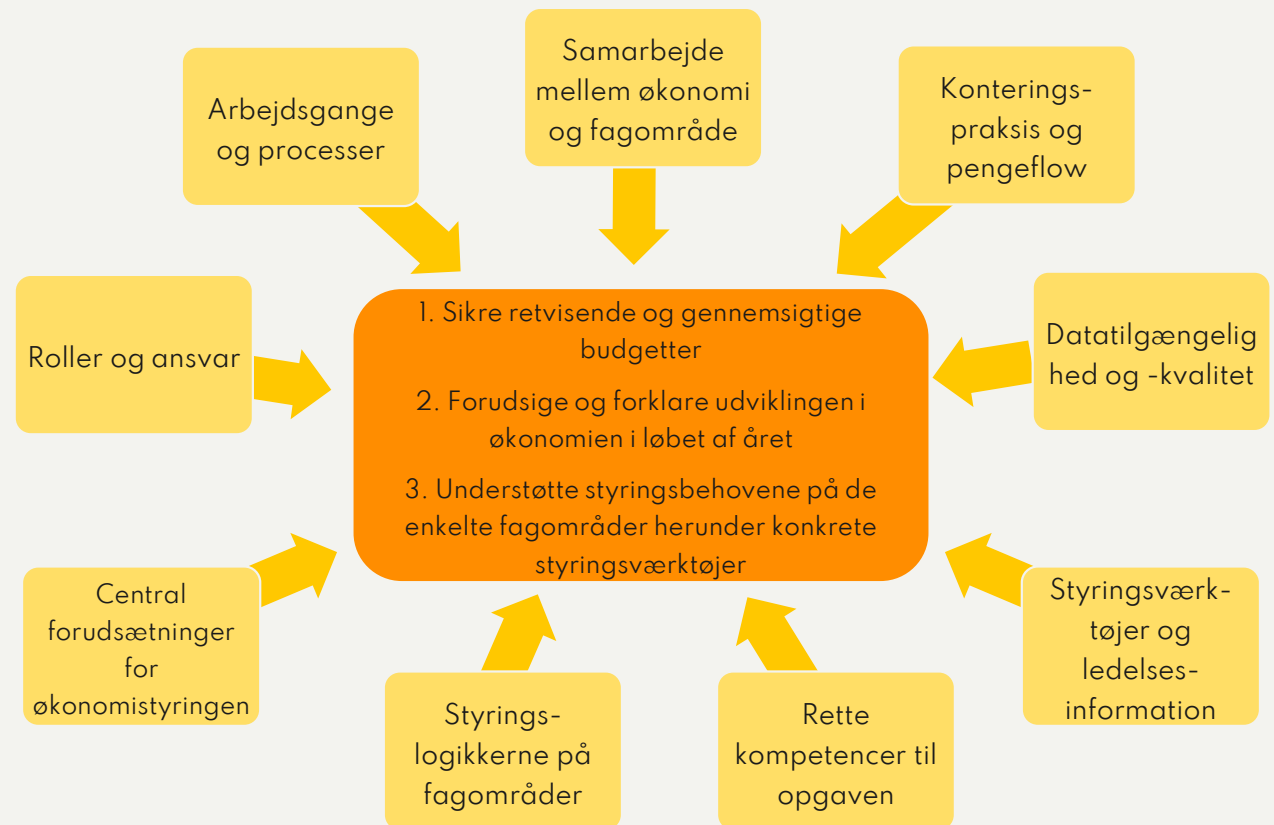 Samarbejde
mellem økonomi
og fagområde
Arbejdsgange
og processer
Konterings-
praksis og
pengeflow
Roller og ansvar
1. Sikre retvisende og gennemsigtige
budgetter
2. Forudsige og forklare udviklingen i
økonomien i løbet af året
3. Understøtte styringsbehovene på de
enkelte fagområder herunder konkrete
styringsværktøjer
Datatilgængelig
hed og -kvalitet
Central
forudsætninger
for
økonomistyringen
Styrings-
logikkerne på
fagområder
Rette
kompetencer til
opgaven
Styringsværk-
tøjer og
ledelses-
information